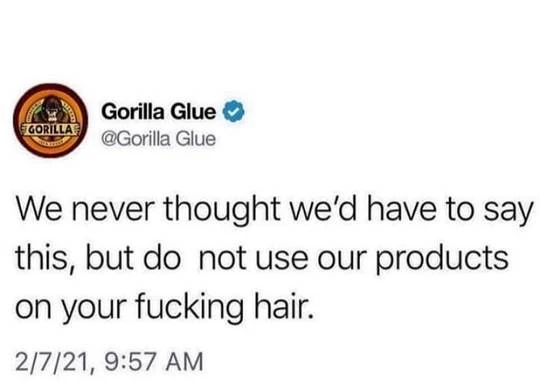 GORILLA
Gorilla Glue
@Gorilla Glue
We never thought we'd have to say
this, but do  not use our products
on your fucking hair.
2/7/21, 9:57 AM